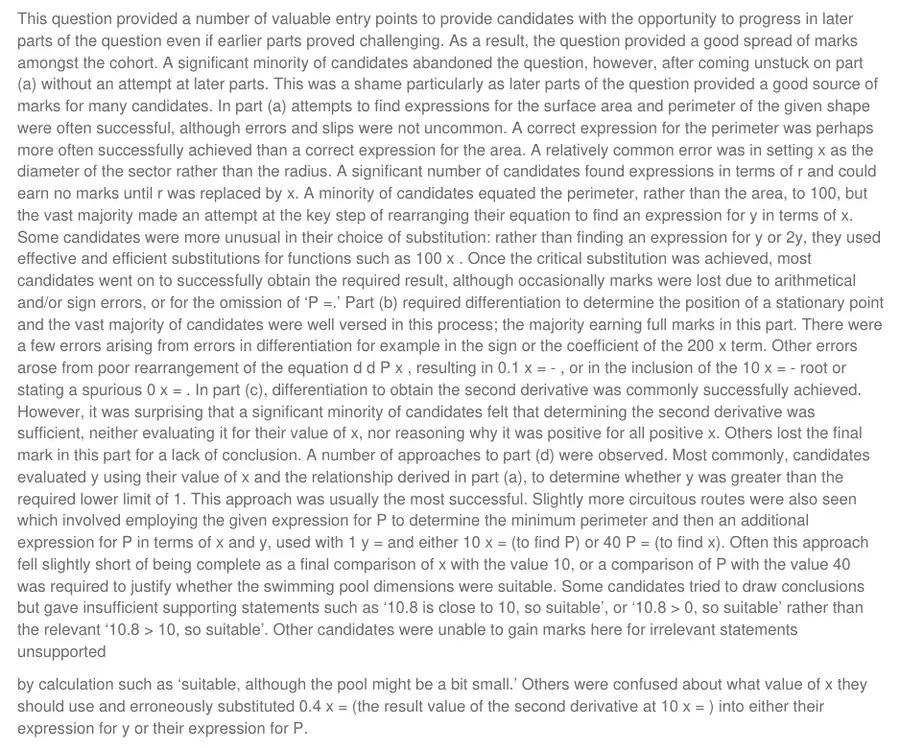 This question provided a number of valuable entry points to provide candidates with the opportunity to progress in later
parts of the question even if earlier parts proved challenging. As a result, the question provided a good spread of marks
amongst the cohort. A significant minority of candidates abandoned the question, however, after coming unstuck on part
(a) without an attempt at later parts. This was a shame particularly as later parts of the question provided a good source of
marks for many candidates. In part (a) attempts to find expressions for the surface area and perimeter of the given shape
were often successful, although errors and slips were not uncommon. A correct expression for the perimeter was perhaps
more often successfully achieved than a correct expression for the area. A relatively common error was in setting x as the
diameter of the sector rather than the radius. A significant number of candidates found expressions in terms of r and could
earn no marks until r was replaced by x. A minority of candidates equated the perimeter, rather than the area, to 100, but
the vast majority made an attempt at the key step of rearranging their equation to find an expression for y in terms of x.
Some candidates were more unusual in their choice of substitution: rather than finding an expression for y or 2y, they used
effective and efficient substitutions for functions such as 100 x . Once the critical substitution was achieved, most
candidates went on to successfully obtain the required result, although occasionally marks were lost due to arithmetical
and/or sign errors, or for the omission of ‘P =.’ Part (b) required differentiation to determine the position of a stationary point
and the vast majority of candidates were well versed in this process; the majority earning full marks in this part. There were
a few errors arising from errors in differentiation for example in the sign or the coefficient of the 200 x term. Other errors
arose from poor rearrangement of the equation d d P x , resulting in 0.1 x = - , or in the inclusion of the 10 x = - root or
stating a spurious 0 x = . In part (c), differentiation to obtain the second derivative was commonly successfully achieved.
However, it was surprising that a significant minority of candidates felt that determining the second derivative was
sufficient, neither evaluating it for their value of x, nor reasoning why it was positive for all positive x. Others lost the final
mark in this part for a lack of conclusion. A number of approaches to part (d) were observed. Most commonly, candidates
evaluated y using their value of x and the relationship derived in part (a), to determine whether y was greater than the
required lower limit of 1. This approach was usually the most successful. Slightly more circuitous routes were also seen
which involved employing the given expression for P to determine the minimum perimeter and then an additional
expression for P in terms of x and y, used with 1 y = and either 10 x = (to find P) or 40 P = (to find x). Often this approach
fell slightly short of being complete as a final comparison of x with the value 10, or a comparison of P with the value 40
was required to justify whether the swimming pool dimensions were suitable. Some candidates tried to draw conclusions
but gave insufficient supporting statements such as ‘10.8 is close to 10, so suitable’, or ‘10.8 > 0, so suitable’ rather than
the relevant ‘10.8 > 10, so suitable’. Other candidates were unable to gain marks here for irrelevant statements
unsupported
by calculation such as ‘suitable, although the pool might be a bit small.’ Others were confused about what value of x they
should use and erroneously substituted 0.4 x = (the result value of the second derivative at 10 x = ) into either their
expression for y or their expression for P.